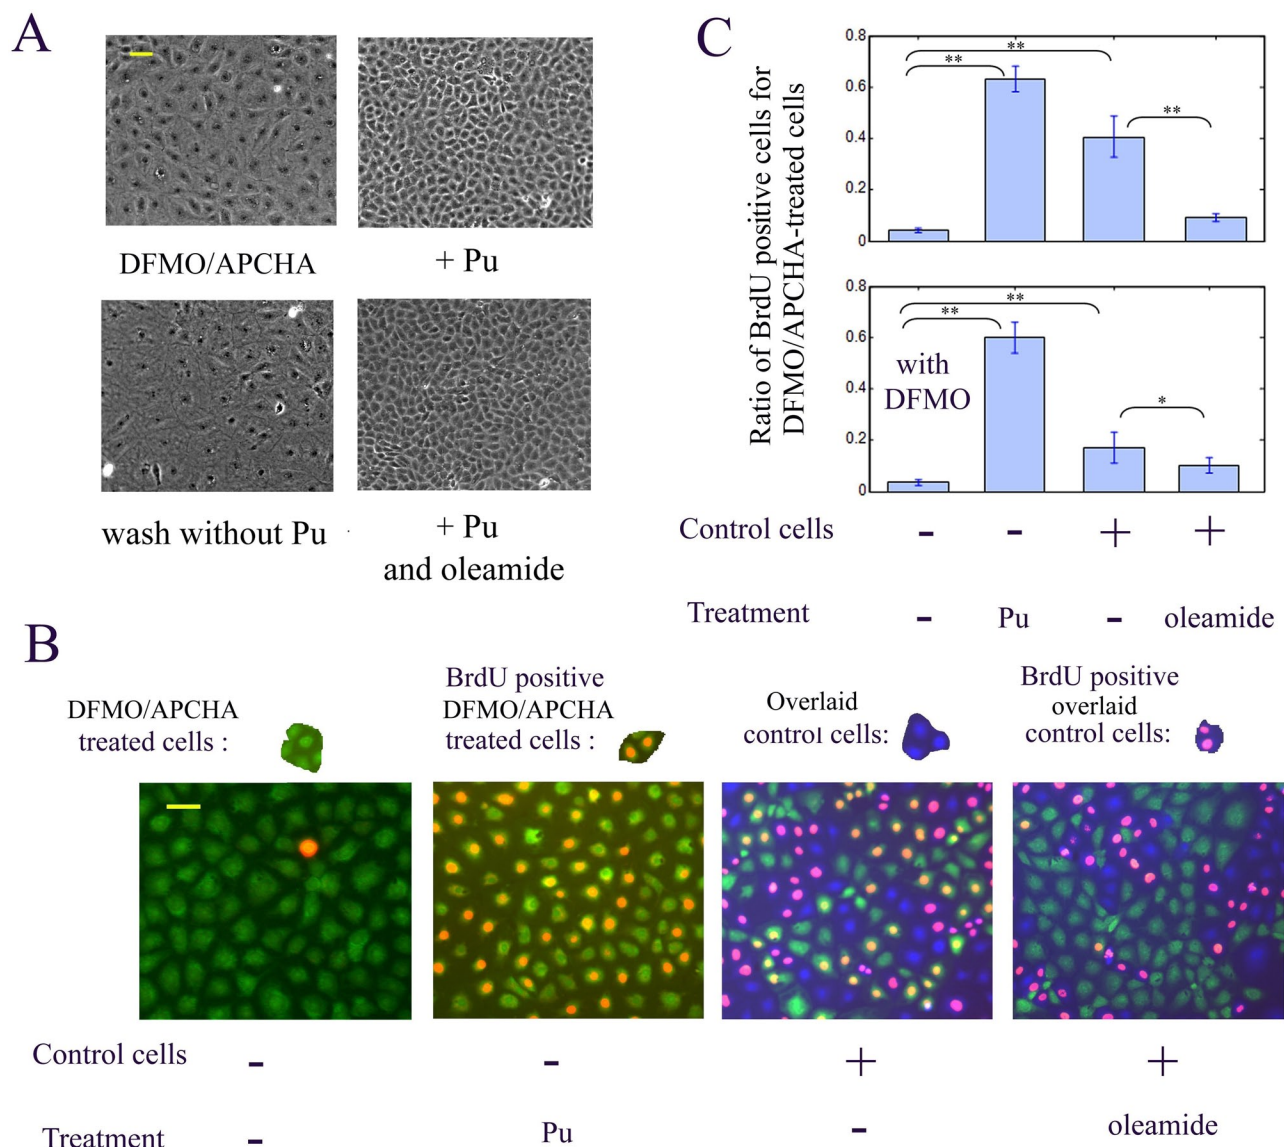 A
DFMO/APCHA
+ Pu
wash without Pu
+ Pu
and oleamide
C
Ratio of BrdU positive cells for
DFMO/APCHA-treated cells
0.8
0.6
0.4
0.2
0
**
**
**
0.8
0.6
0.4
0.2
0
**
**
*
with
DFMO
Control cells - - + +
Treatment - Pu - oleamide
B
DFMO/APCHA
treated cells :
BrdU positive
DFMO/APCHA
treated cells :
Overlaid
control cells:
BrdU positive
overlaid
control cells:
Control cells - - + +
Treatment - Pu - oleamide